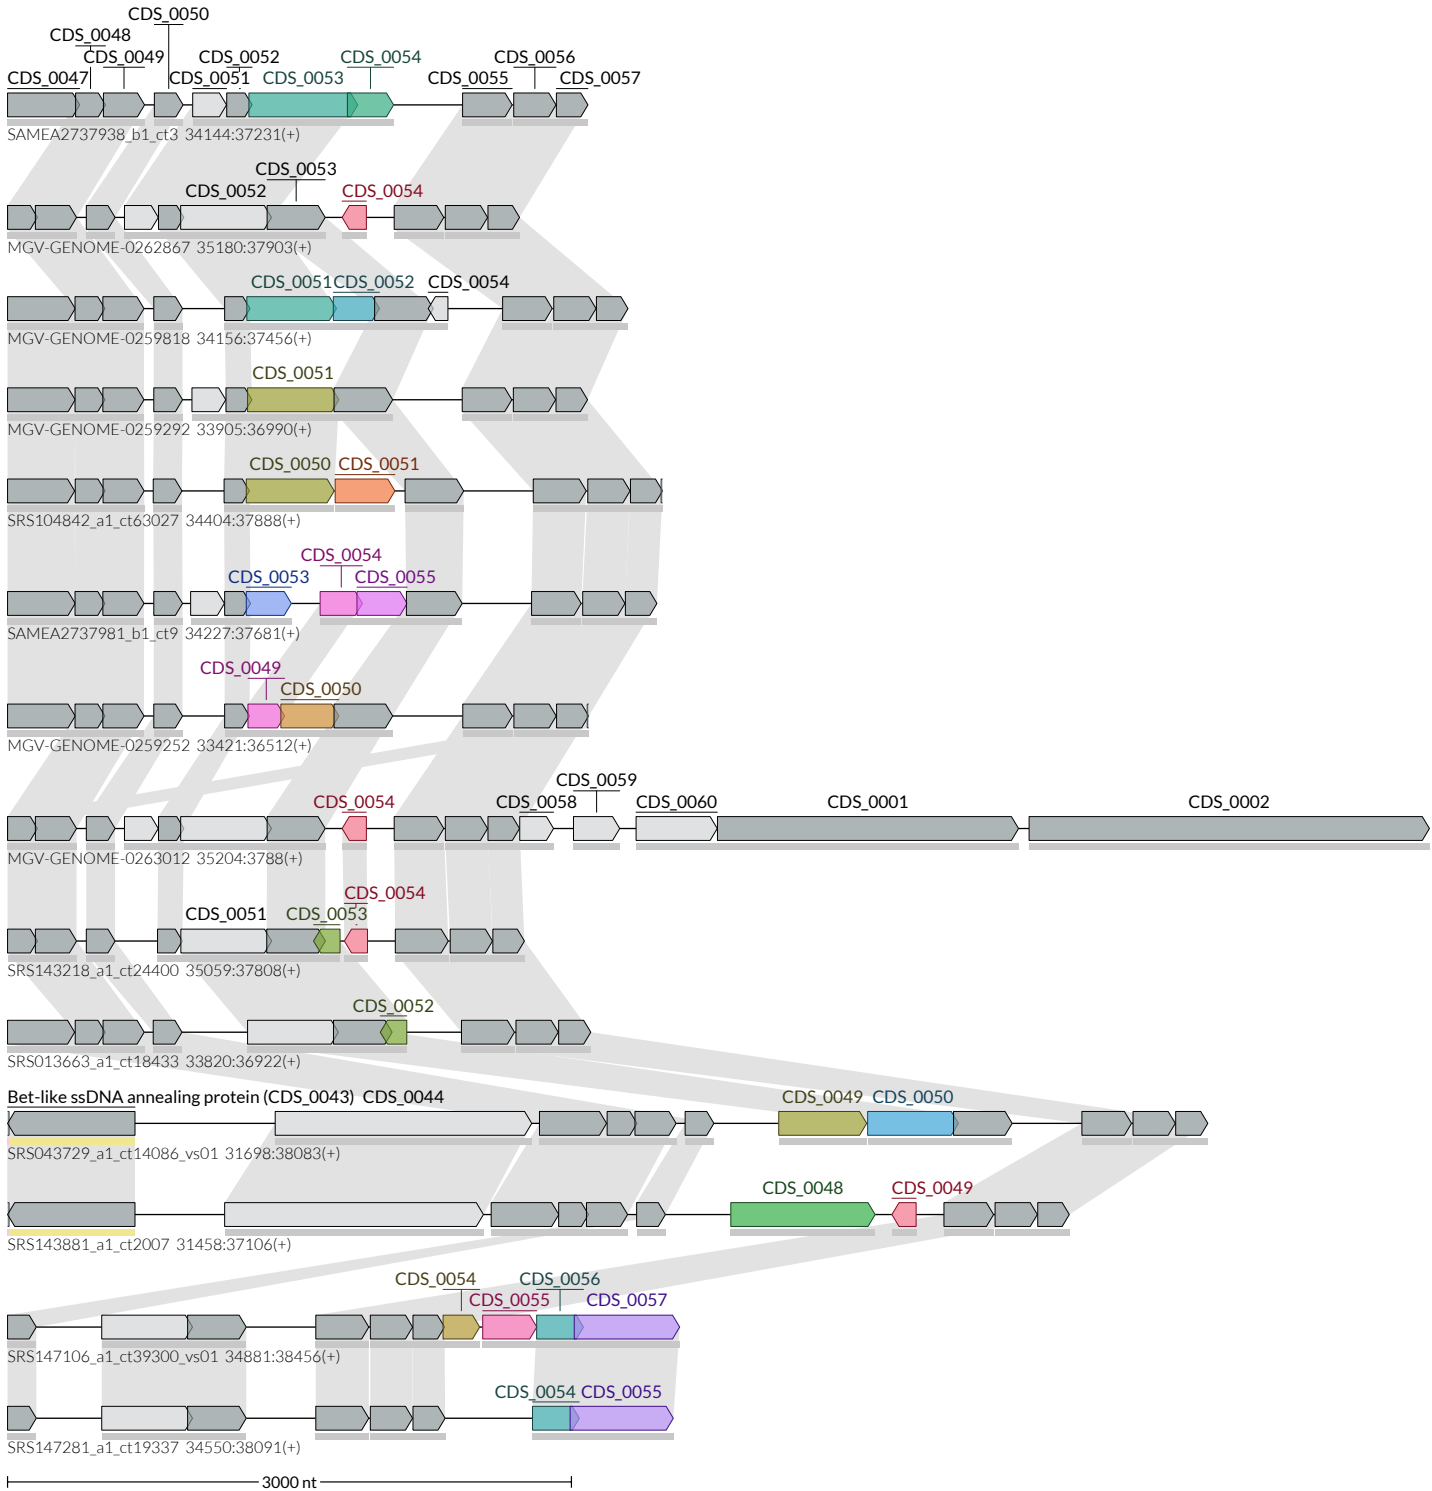 CDS_0050
CDS_0048
CDS_0049 CDS_0052 CDS_0054 CDS_0056
CDS_0047 CDS_0051 CDS_0053 CDS_0055 CDS_0057
SAMEA2737938_b1_ct3 34144:37231(+)
CDS_0053
CDS_0052 CDS_0054
MGV-GENOME-0262867 35180:37903(+)
CDS_0051 CDS_0052 CDS_0054
MGV-GENOME-0259818 34156:37456(+)
CDS_0051
MGV-GENOME-0259292 33905:36990(+)
CDS_0050 CDS_0051
SRS104842_a1_ct63027 34404:37888(+)
CDS_0054
CDS_0053 CDS_0055
SAMEA2737981_b1_ct9 34227:37681(+)
CDS_0049
CDS_0050
MGV-GENOME-0259252 33421:36512(+)
CDS_0059
CDS_0054 CDS_0058 CDS_0060 CDS_0001 CDS_0002
MGV-GENOME-0263012 35204:3788(+)
CDS_0054
CDS_0051 CDS_0053
SRS143218_a1_ct24400 35059:37808(+)
CDS_0052
SRS013663_a1_ct18433 33820:36922(+)
Bet-like ssDNA annealing protein (CDS_0043) CDS_0044 CDS_0049 CDS_0050
SRS043729_a1_ct14086_vs01 31698:38083(+)
CDS_0048 CDS_0049
SRS143881_a1_ct2007 31458:37106(+)
CDS_0054 CDS_0056
CDS_0055 CDS_0057
SRS147106_a1_ct39300_vs01 34881:38456(+)
CDS_0054 CDS_0055
SRS147281_a1_ct19337 34550:38091(+)
3000 nt